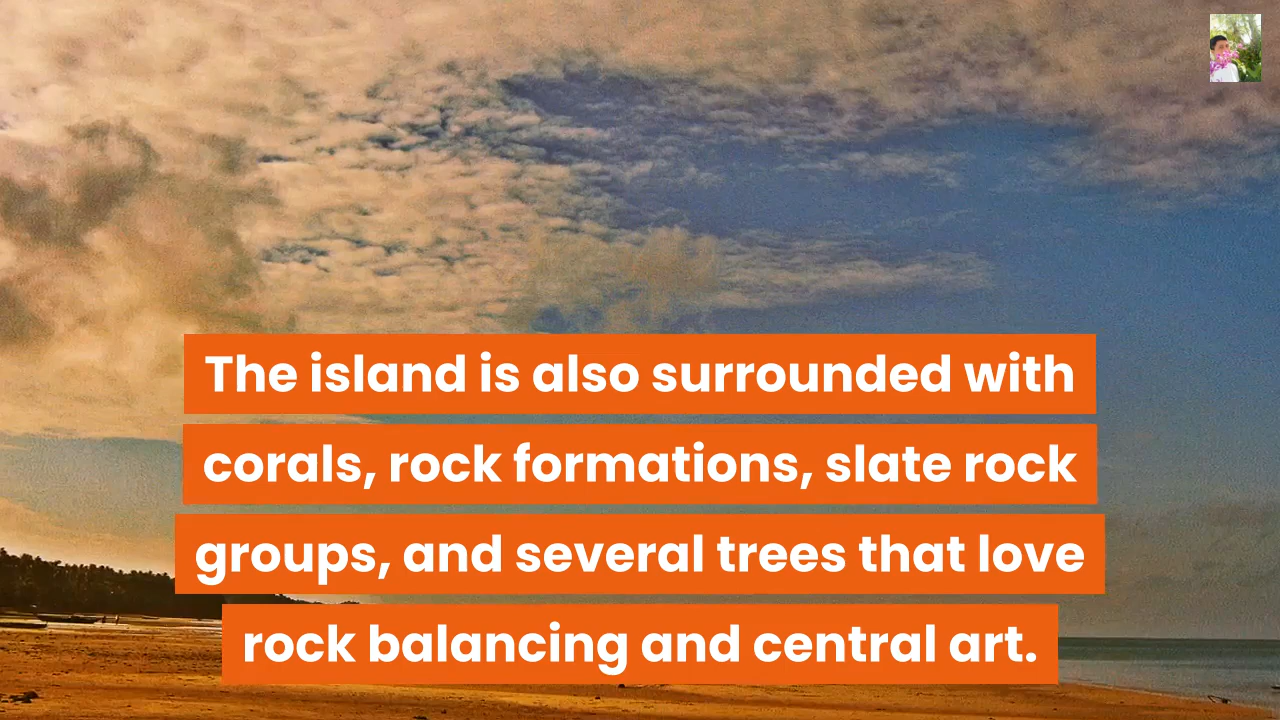 The island is also surrounded with
corals, rock formations, slate rock
groups, and several trees that love
rock balancing and central art.